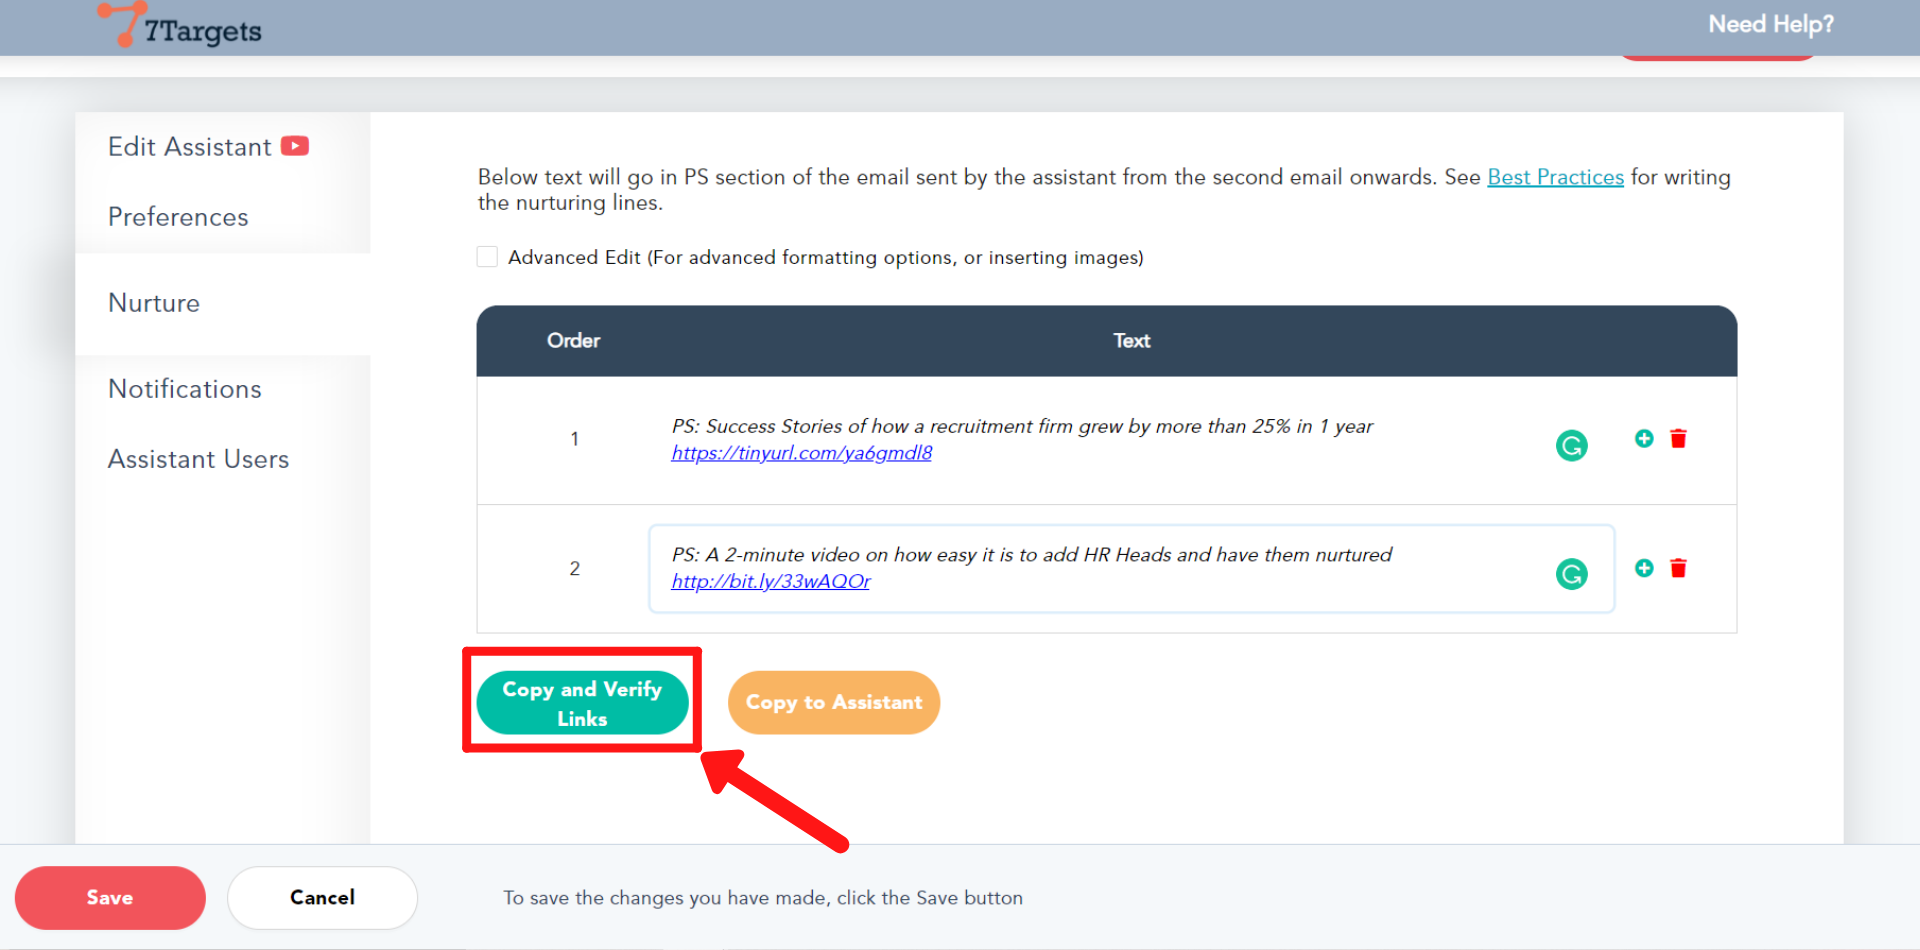 7Targets
Need Help?
Edit Assistant
Preferences
Nurture
Notifications
Assistant Users
Below text will go in PS section of the email sent by the assistant from the second email onwards. See Best Practices for writing
the nurturing lines.
Advanced Edit (For advanced formatting options, or inserting images)
Order Text
1
PS: Success Stories of how a recruitment firm grew by more than 25% in 1 year
https://tinyurl.com/ya6gmdl8
2
PS: A 2-minute video on how easy it is to add HR Heads and have them nurtured
http://bit.ly/33wAQOr
Copy and Verify
Links
Copy to Assistant
Save
Cancel
To save the changes you have made, click the Save button